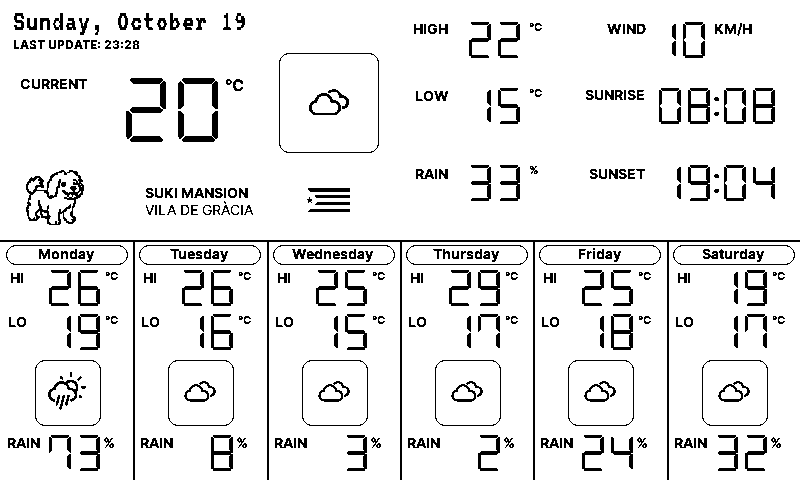 Sunday, October 19
LAST UPDATE: 23:28
CURRENT 20 °C
HIGH 22 °C
LOW 15 °C
RAIN 33 %
WIND 10 KM/H
SUNRISE 08:08
SUNSET 19:04
SUKI MANSION
VILA DE GRÀCIA
Monday
HI 26 °C
LO 19 °C
RAIN 73 %
Tuesday
HI 26 °C
LO 16 °C
RAIN 8 %
Wednesday
HI 25 °C
LO 15 °C
RAIN 3 %
Thursday
HI 29 °C
LO 17 °C
RAIN 2 %
Friday
HI 25 °C
LO 18 °C
RAIN 24 %
Saturday
HI 19 °C
LO 17 °C
RAIN 32 %